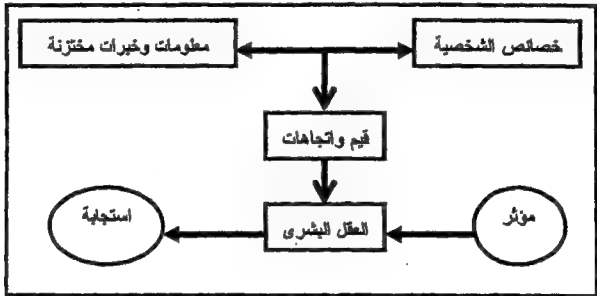 خصائص الشخصية
معلومات وخبرات مختزنة
قيم واتجاهات
مؤثر
العقل البشرى
استجابة